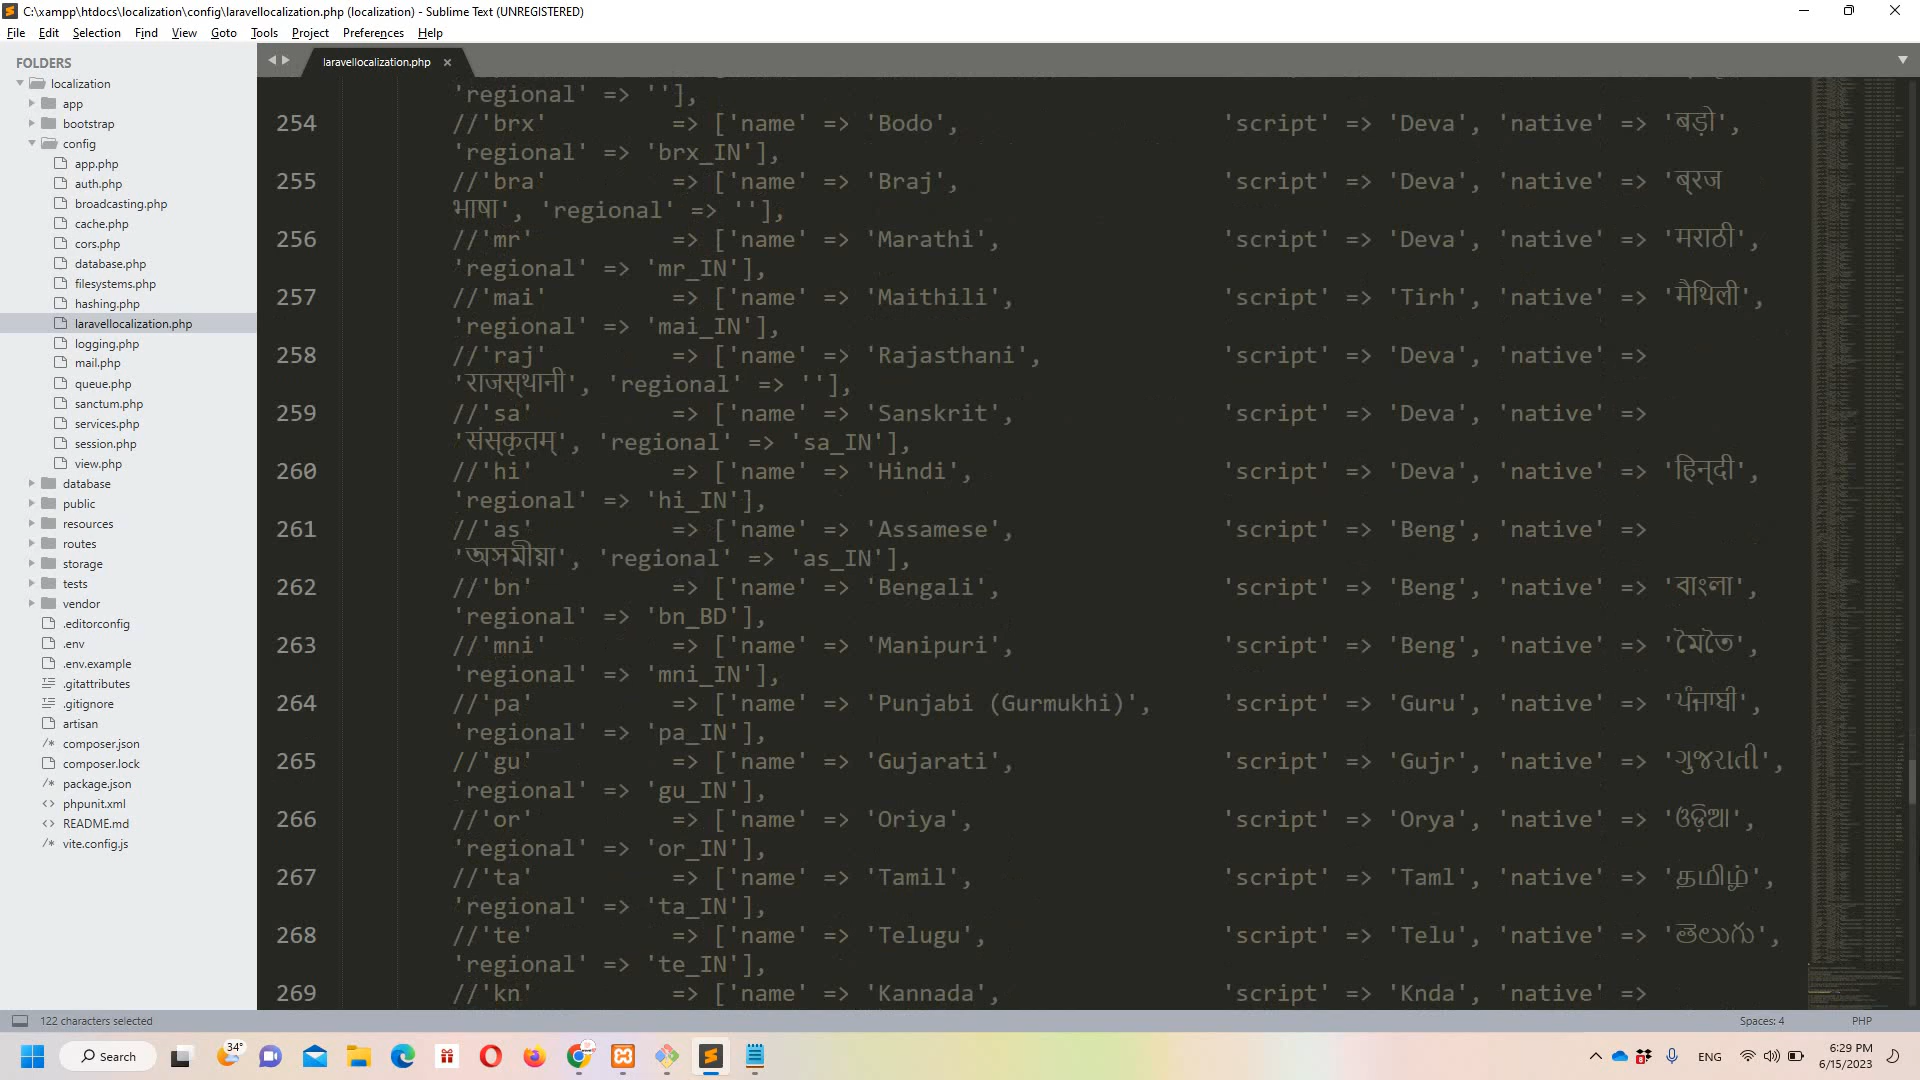 C:\xampp\htdocs\localization\config\laravellocalization.php (localization) - Sublime Text (UNREGISTERED)
File Edit Selection Find View Goto Tools Project Preferences Help
FOLDERS
localization
app
bootstrap
config
app.php
auth.php
broadcasting.php
cache.php
cors.php
database.php
filesystems.php
hashing.php
laravellocalization.php
logging.php
mail.php
queue.php
sanctum.php
services.php
session.php
view.php
database
public
resources
routes
storage
tests
vendor
.editorconfig
.env
.env.example
.gitattributes
.gitignore
artisan
composer.json
composer.lock
package.json
phpunit.xml
README.md
vite.config.js
laravellocalization.php
'regional' => ''],
254 //'brx' => ['name' => 'Bodo', 'script' => 'Deva', 'native' => 'बड़ो',
'regional' => 'brx_IN'],
255 //'bra' => ['name' => 'Braj', 'script' => 'Deva', 'native' => 'ब्रज
भाषा', 'regional' => ''],
256 //'mr' => ['name' => 'Marathi', 'script' => 'Deva', 'native' => 'मराठी',
'regional' => 'mr_IN'],
257 //'mai' => ['name' => 'Maithili', 'script' => 'Tirh', 'native' => 'मैथिली',
'regional' => 'mai_IN'],
258 //'raj' => ['name' => 'Rajasthani', 'script' => 'Deva', 'native' =>
'राजस्थानी', 'regional' => ''],
259 //'sa' => ['name' => 'Sanskrit', 'script' => 'Deva', 'native' =>
'संस्कृतम्', 'regional' => 'sa_IN'],
260 //'hi' => ['name' => 'Hindi', 'script' => 'Deva', 'native' => 'हिन्दी',
'regional' => 'hi_IN'],
261 //'as' => ['name' => 'Assamese', 'script' => 'Beng', 'native' =>
'অসমীয়া', 'regional' => 'as_IN'],
262 //'bn' => ['name' => 'Bengali', 'script' => 'Beng', 'native' => 'বাংলা',
'regional' => 'bn_BD'],
263 //'mni' => ['name' => 'Manipuri', 'script' => 'Beng', 'native' => 'মৈতৈ',
'regional' => 'mni_IN'],
264 //'pa' => ['name' => 'Punjabi (Gurmukhi)', 'script' => 'Guru', 'native' => 'ਪੰਜਾਬੀ',
'regional' => 'pa_IN'],
265 //'gu' => ['name' => 'Gujarati', 'script' => 'Gujr', 'native' => 'ગુજરાતી',
'regional' => 'gu_IN'],
266 //'or' => ['name' => 'Oriya', 'script' => 'Orya', 'native' => 'ଓଡ଼ିଆ',
'regional' => 'or_IN'],
267 //'ta' => ['name' => 'Tamil', 'script' => 'Taml', 'native' => 'தமிழ்',
'regional' => 'ta_IN'],
268 //'te' => ['name' => 'Telugu', 'script' => 'Telu', 'native' => 'తెలుగు',
'regional' => 'te_IN'],
269 //'kn' => ['name' => 'Kannada', 'script' => 'Knda', 'native' =>
122 characters selected Spaces: 4 PHP
Search 34° ENG 6:29 PM
6/15/2023